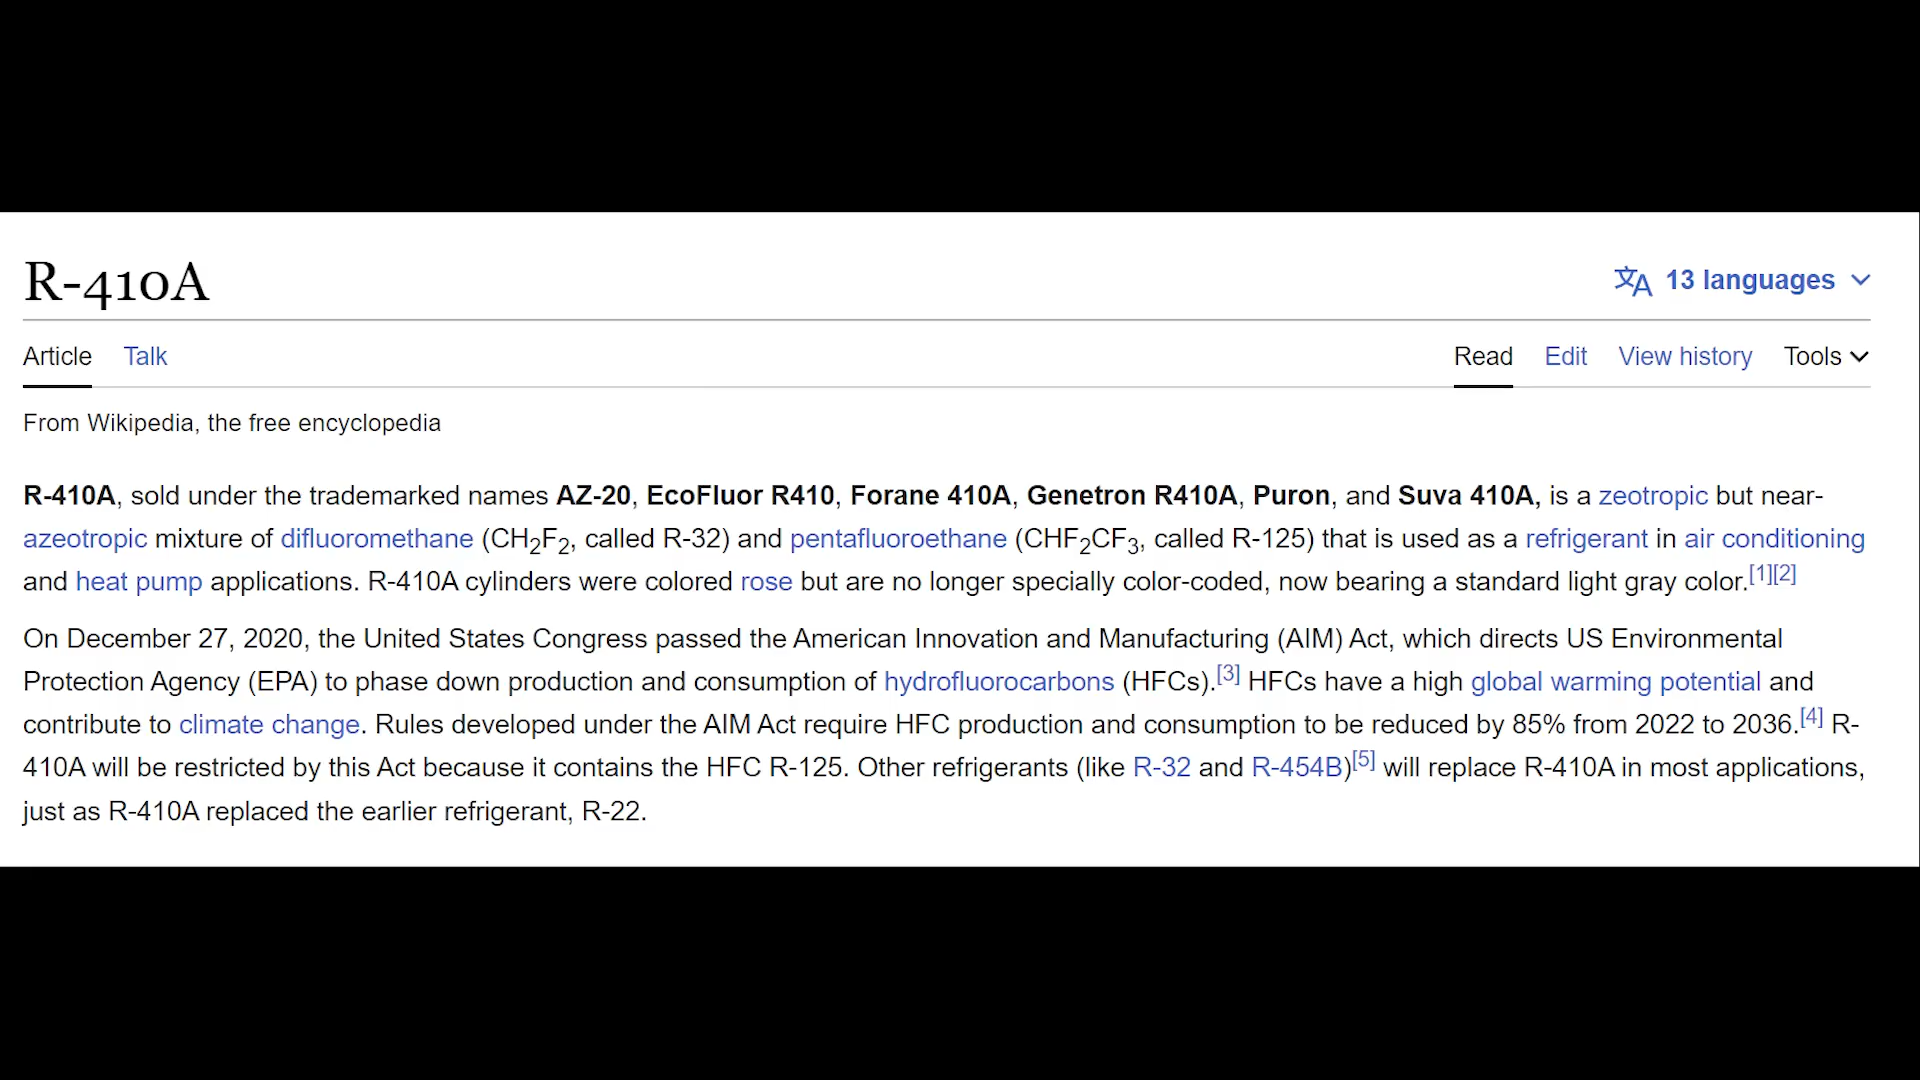 R-410A
13 languages
Article Talk Read Edit View history Tools
From Wikipedia, the free encyclopedia
R-410A, sold under the trademarked names AZ-20, EcoFluor R410, Forane 410A, Genetron R410A, Puron, and Suva 410A, is a zeotropic but near-
azeotropic mixture of difluoromethane (CH₂F₂, called R-32) and pentafluoroethane (CHF₂CF₃, called R-125) that is used as a refrigerant in air conditioning
and heat pump applications. R-410A cylinders were colored rose but are no longer specially color-coded, now bearing a standard light gray color.[1][2]
On December 27, 2020, the United States Congress passed the American Innovation and Manufacturing (AIM) Act, which directs US Environmental
Protection Agency (EPA) to phase down production and consumption of hydrofluorocarbons (HFCs).[3] HFCs have a high global warming potential and
contribute to climate change. Rules developed under the AIM Act require HFC production and consumption to be reduced by 85% from 2022 to 2036.[4] R-
410A will be restricted by this Act because it contains the HFC R-125. Other refrigerants (like R-32 and R-454B)[5] will replace R-410A in most applications,
just as R-410A replaced the earlier refrigerant, R-22.